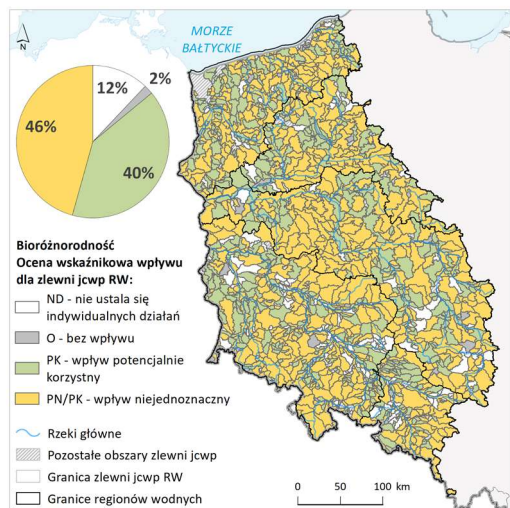 MORZE
BAŁTYCKIE
N
12%
2%
46%
40%
Bioróżnorodność
Ocena wskaźnikowa wpływu
dla zlewni jcwp RW:
ND - nie ustala się
indywidualnych działań
O - bez wpływu
PK - wpływ potencjalnie
korzystny
PN/PK - wpływ niejednoznaczny
Rzeki główne
Pozostałe obszary zlewni jcwp
Granica zlewni jcwp RW
Granice regionów wodnych
0 50 100 km